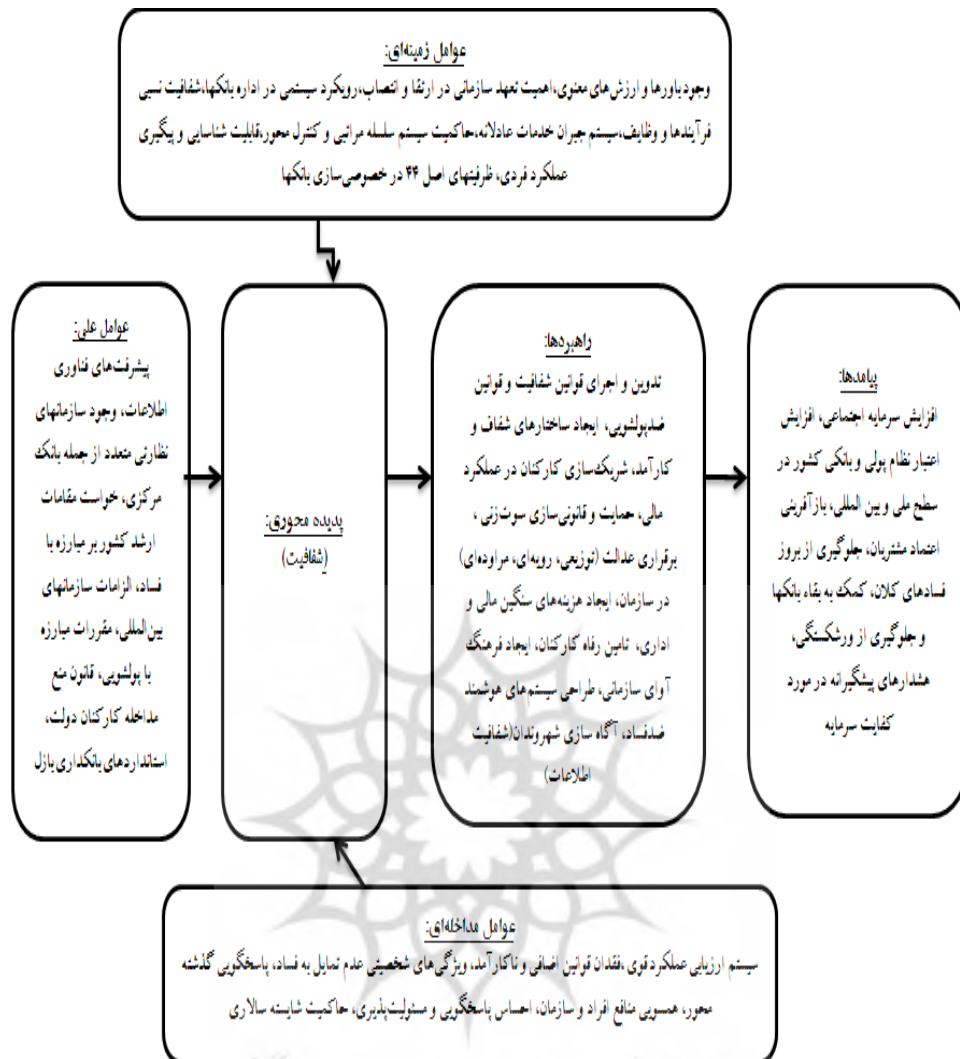 عوامل زمینه‌ای:
وجود باورها و ارزش‌های معنوی،اهمیت تعهد سازمانی در ارتقا و انتصاب،رویکرد سیستمی در اداره بانکها،شفافیت نسبی
فرآیندها و وظایف،سیستم جبران خدمات عادلانه،حاکمیت سیستم سلسله مراتبی و کنترل محور،قابلیت شناسایی و پیگیری
عملکرد فردی، ظرفیتهای اصل ۴۴ در خصوصی‌سازی بانکها
عوامل علی:
پیشرفت‌های فناوری
اطلاعات، وجود سازمانهای
نظارتی متعدد از جمله بانک
مرکزی، خواست مقامات
ارشد کشور بر مبارزه با
فساد، الزامات سازمانهای
بین‌المللی، مقررات مبارزه
با پولشویی، قانون منع
مداخله کارکنان دولت،
استانداردهای بانکداری بازل
پدیده محوری:
(شفافیت)
راهبردها:
تدوین و اجرای قوانین شفافیت و قوانین
ضدپولشویی، ایجاد ساختارهای شفاف و
کارآمد، شریک‌سازی کارکنان در عملکرد
مالی، حمایت و قانونی‌سازی سوت‌زنی ،
برقراری عدالت (توزیعی، رویه‌ای، مراوده‌ای)
در سازمان، ایجاد هزینه‌های سنگین مالی و
اداری، تامین رفاه کارکنان، ایجاد فرهنگ
آوای سازمانی، طراحی سیستم‌های هوشمند
ضدفساد، آگاه سازی شهروندان(شفافیت
اطلاعات)
پیامدها:
افزایش سرمایه اجتماعی، افزایش
اعتبار نظام پولی و بانکی کشور در
سطح ملی و بین المللی، بازآفرینی
اعتماد مشتریان، جلوگیری از بروز
فسادهای کلان، کمک به بقاء بانکها
و جلوگیری از ورشکستگی،
هشدارهای پیشگیرانه در مورد
کفایت سرمایه
عوامل مداخله‌ای:
سیستم ارزیابی عملکرد قوی ،فقدان قوانین اضافی و ناکارآمد، ویژگی‌های شخصیتی عدم تمایل به فساد، پاسخگویی گذشته
محور، همسویی منافع افراد و سازمان، احساس پاسخگویی و مسئولیت‌پذیری، حاکمیت شایسته سالاری